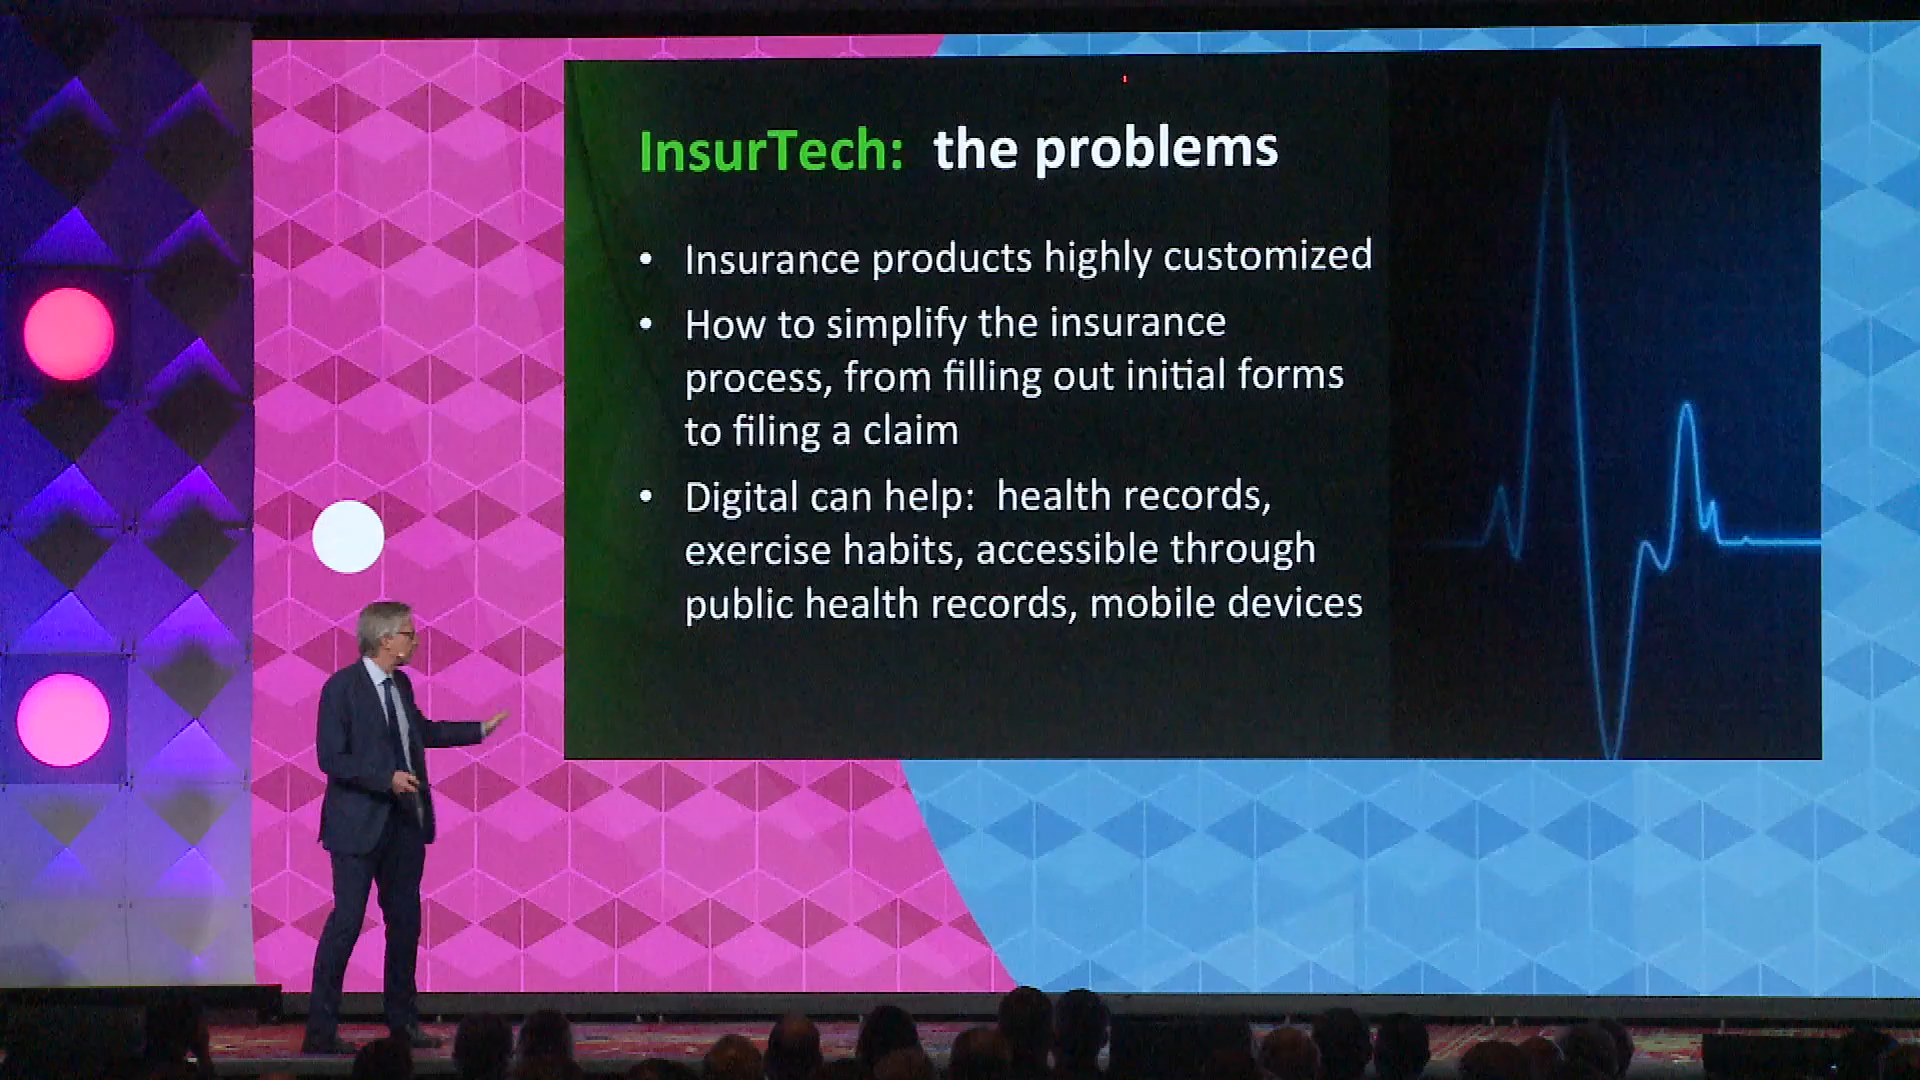 InsurTech:  the problems
• Insurance products highly customized
• How to simplify the insurance
process, from filling out initial forms
to filing a claim
• Digital can help:  health records,
exercise habits, accessible through
public health records, mobile devices